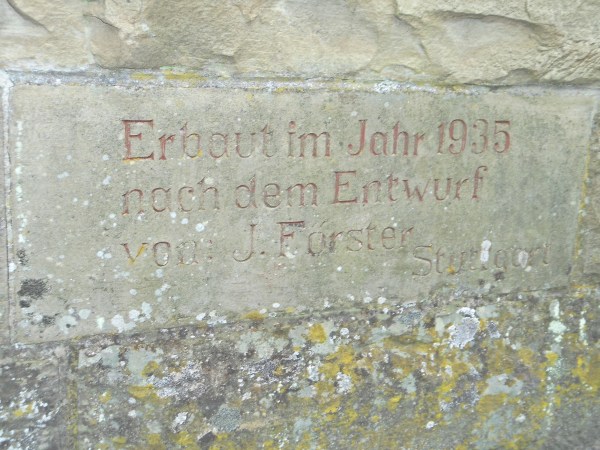 Erbaut im Jahr 1935
nach dem Entwurf
von: J. Förster Stuttgart